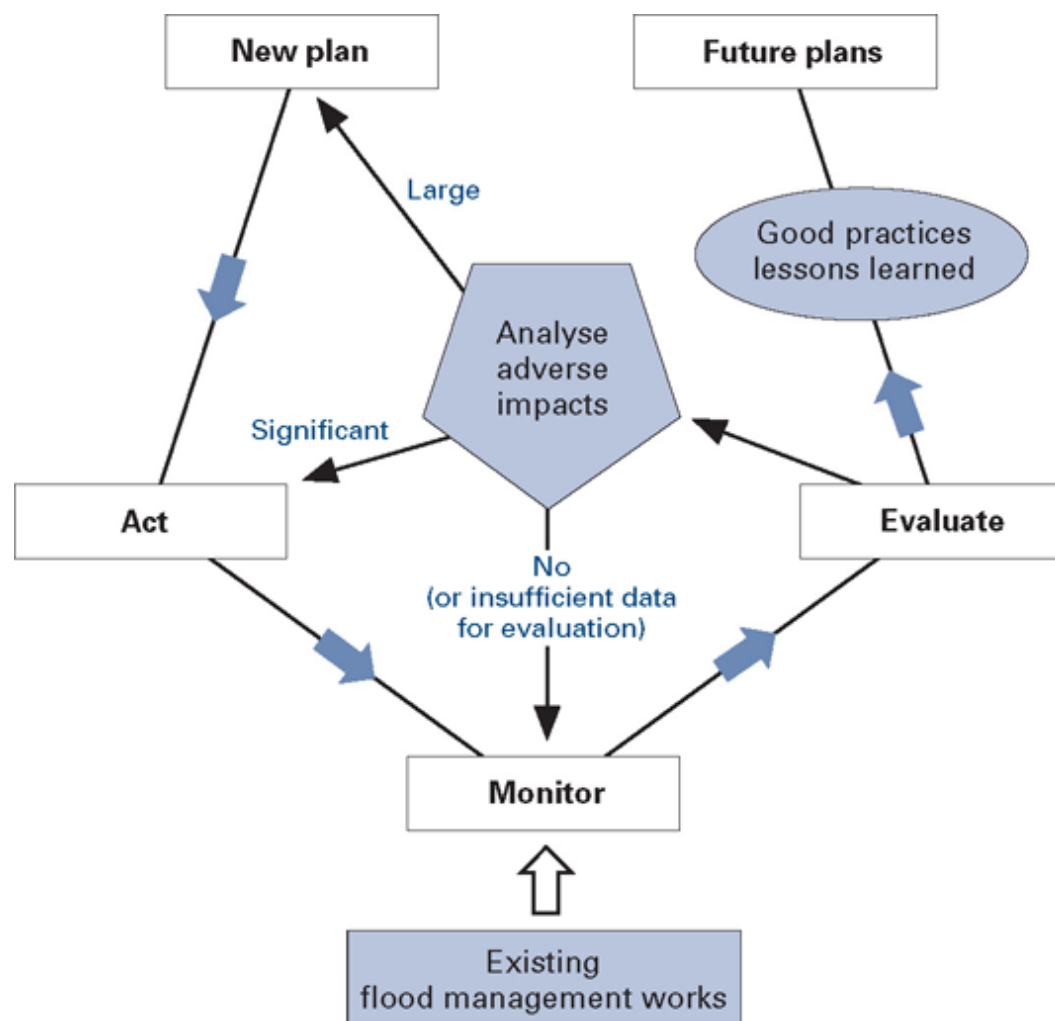 New plan
Future plans
Large
Good practices
lessons learned
Analyse
adverse
impacts
Significant
Act
Evaluate
No
(or insufficient data
for evaluation)
Monitor
Existing
flood management works